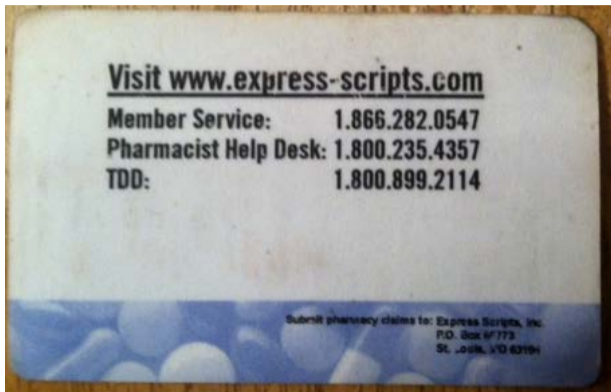 Visit www.express-scripts.com
Member Service: 1.866.282.0547
Pharmacist Help Desk: 1.800.235.4357
TDD: 1.800.899.2114
Submit pharmacy claims to: Express Scripts, Inc.
P.O. Box
St. Louis, MO